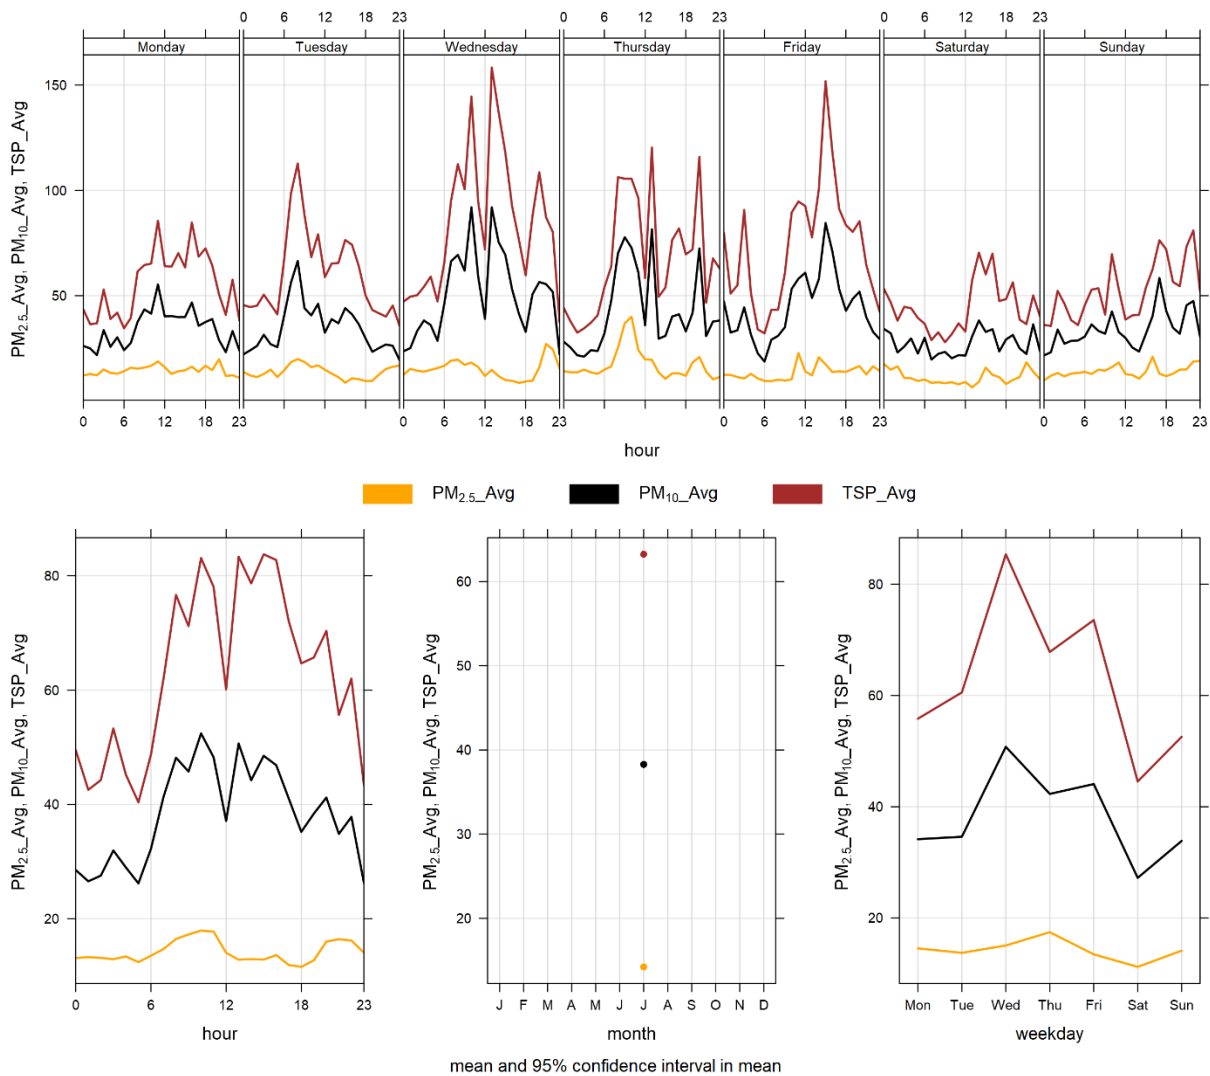 0 6 12 18 23 0 6 12 18 23 0 6 12 18 23
Monday Tuesday Wednesday Thursday Friday Saturday Sunday
PM2.5_Avg, PM10_Avg, TSP_Avg
150
100
50
0 6 12 18 23 0 6 12 18 23 0 6 12 18 23 0 6 12 18 23
hour
PM2.5_Avg PM10_Avg TSP_Avg
PM2.5_Avg, PM10_Avg, TSP_Avg
80
60
40
20
0 6 12 18 23
hour
PM2.5_Avg, PM10_Avg, TSP_Avg
60
50
40
30
20
J F M A M J J A S O N D
month
PM2.5_Avg, PM10_Avg, TSP_Avg
80
60
40
20
Mon Tue Wed Thu Fri Sat Sun
weekday
mean and 95% confidence interval in mean